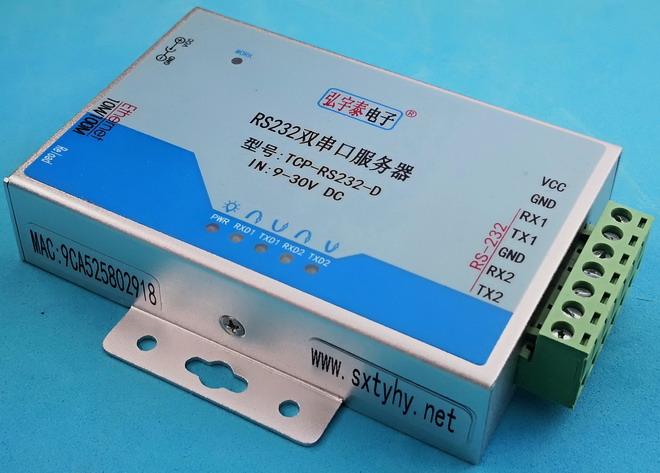 WORK
弘宇泰电子®
RS232双串口服务器
型号:TCP-RS232-D
IN:9-30V DC
Ethernet
10M/100M
Reload
PWR RXD1 TXD1 RXD2 TXD2
RS-232
VCC
GND
RX1
TX1
GND
RX2
TX2
MAC:9CA525802918
www.sxtyhy.net